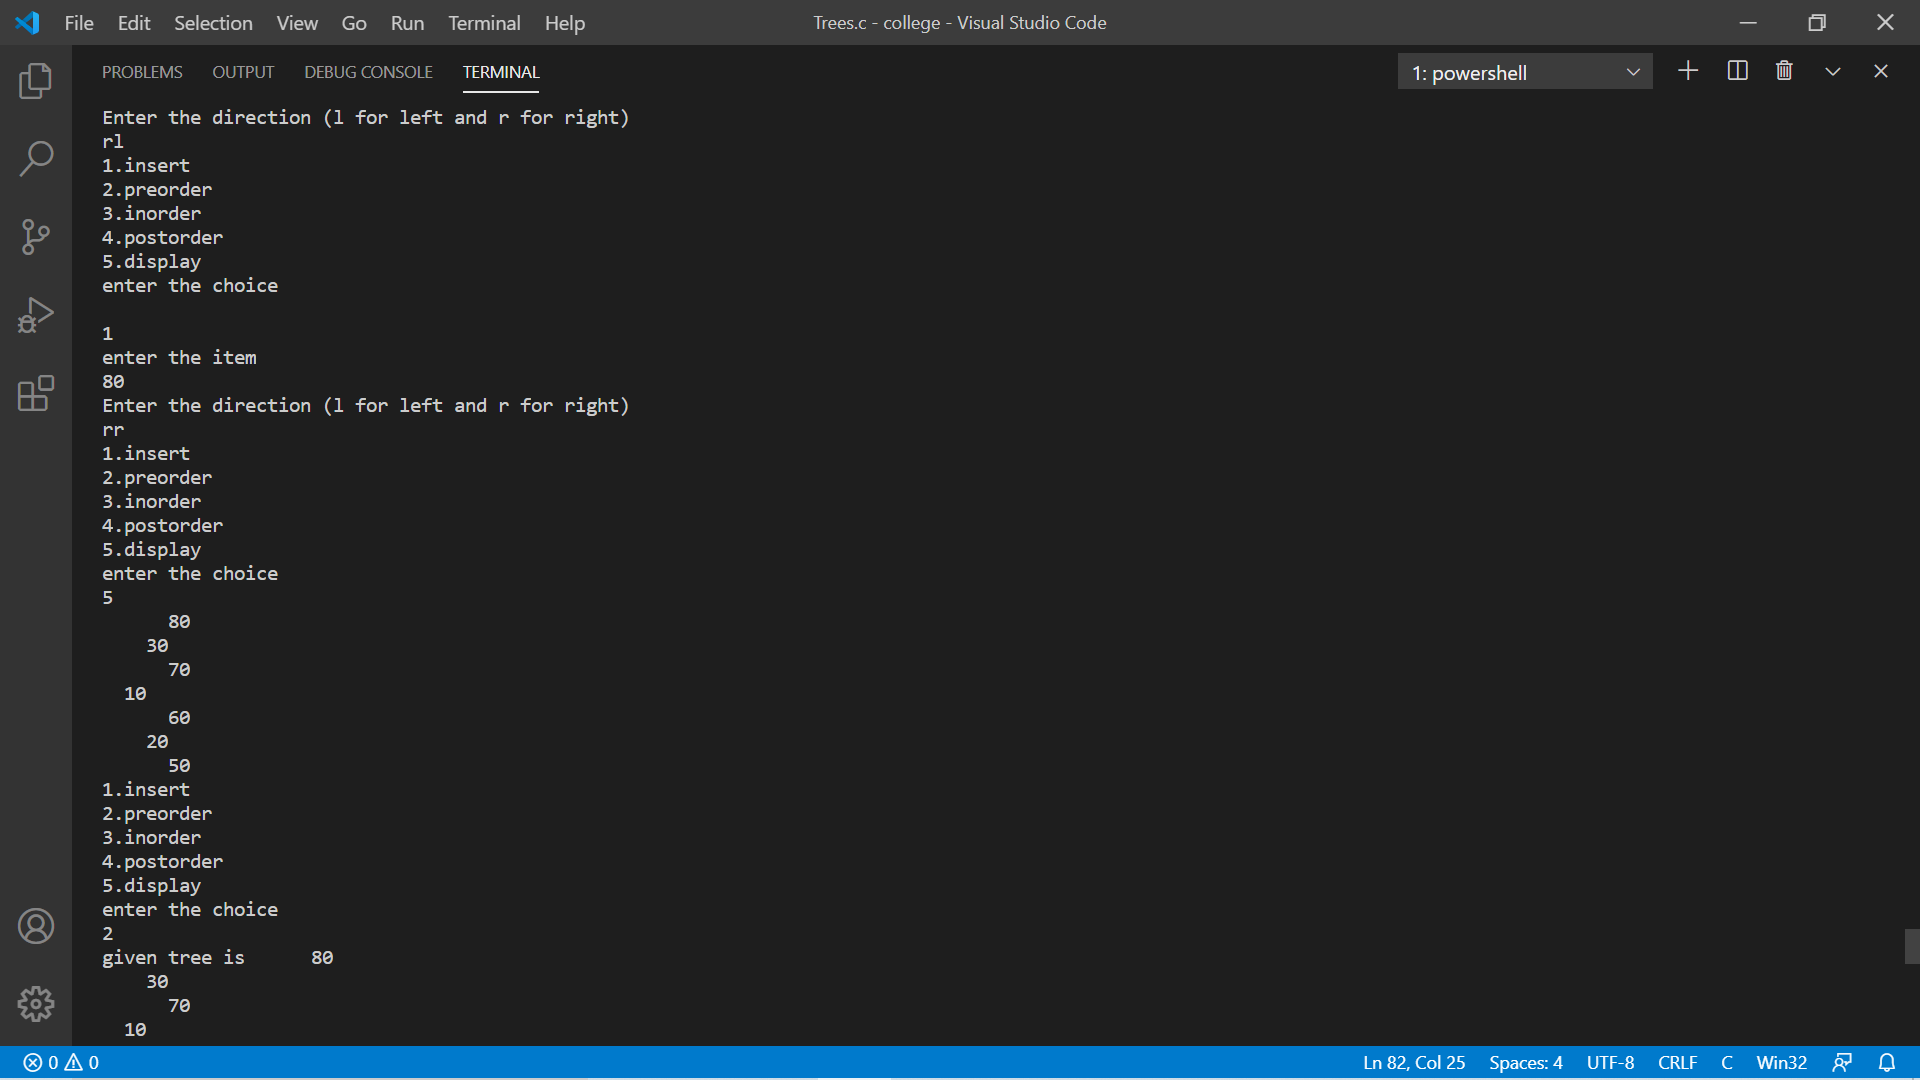 File Edit Selection View Go Run Terminal Help Trees.c - college - Visual Studio Code
PROBLEMS OUTPUT DEBUG CONSOLE TERMINAL 1: powershell
Enter the direction (l for left and r for right)
rl
1.insert
2.preorder
3.inorder
4.postorder
5.display
enter the choice
1
enter the item
80
Enter the direction (l for left and r for right)
rr
1.insert
2.preorder
3.inorder
4.postorder
5.display
enter the choice
5
      80
    30
      70
  10
      60
    20
      50
1.insert
2.preorder
3.inorder
4.postorder
5.display
enter the choice
2
given tree is      80
    30
      70
  10
0 0 Ln 82, Col 25 Spaces: 4 UTF-8 CRLF C Win32